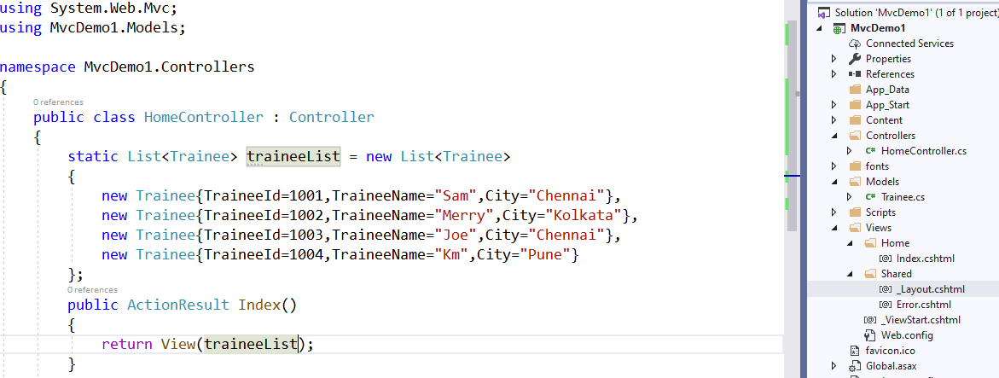 using System.Web.Mvc;
using MvcDemo1.Models;
namespace MvcDemo1.Controllers
{
0 references
public class HomeController : Controller
{
static List<Trainee> traineeList = new List<Trainee>
{
new Trainee{TraineeId=1001,TraineeName="Sam",City="Chennai"},
new Trainee{TraineeId=1002,TraineeName="Merry",City="Kolkata"},
new Trainee{TraineeId=1003,TraineeName="Joe",City="Chennai"},
new Trainee{TraineeId=1004,TraineeName="Km",City="Pune"}
};
0 references
public ActionResult Index()
{
return View(traineeList);
}
Solution 'MvcDemo1' (1 of 1 project)
MvcDemo1
Connected Services
Properties
References
App_Data
App_Start
Content
Controllers
C# HomeController.cs
fonts
Models
C# Trainee.cs
Scripts
Views
Home
[@] Index.cshtml
Shared
[@] _Layout.cshtml
[@] Error.cshtml
[@] _ViewStart.cshtml
Web.config
favicon.ico
Global.asax